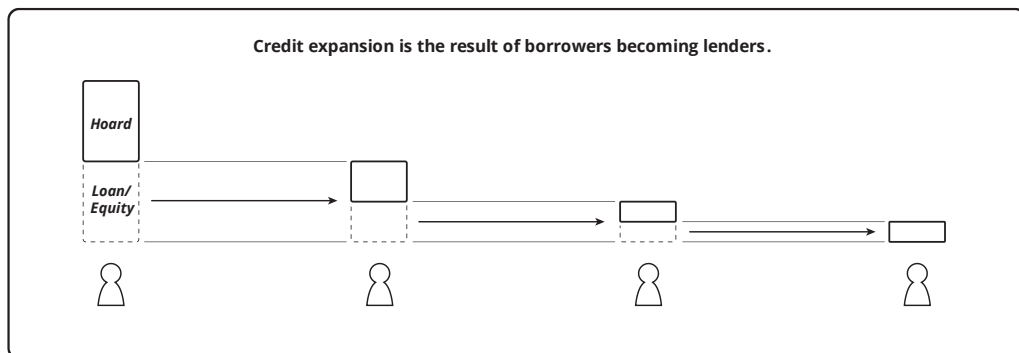 Credit expansion is the result of borrowers becoming lenders.
Hoard
Loan/
Equity